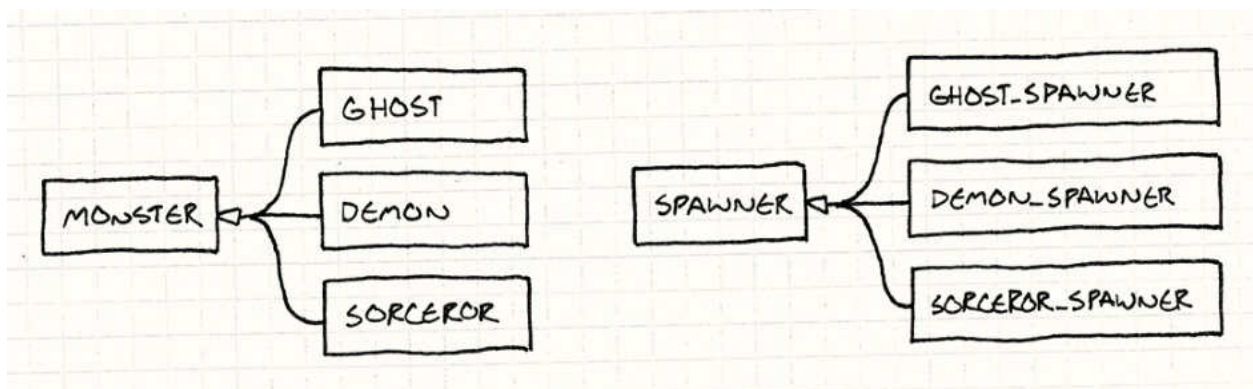 GHOST
MONSTER
DEMON
SORCEROR
GHOST_SPAWNER
SPAWNER
DEMON_SPAWNER
SORCEROR_SPAWNER